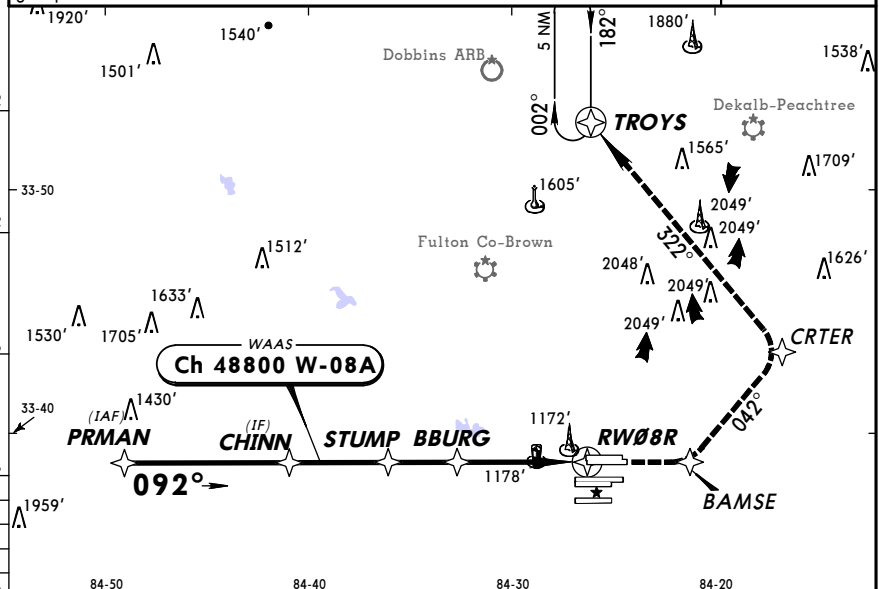 1920’
1540’
5 NM
182°
1880’
1501’
Dobbins ARB
1538’
Dekalb-Peachtree
002°
TROYS
1565’
1709’
33-50
1605’
2049’
2049’
322°
1512’
Fulton Co-Brown
2048’
1626’
1633’
2049’
1530’
1705’
2049’
WAAS
CRTER
Ch 48800 W-08A
33-40
(IAF)
1430’
(IF)
1172’
042°
PRMAN
CHINN
STUMP
BBURG
RWØ8R
092°
1178’
BAMSE
1959’
84-50
84-40
84-30
84-20